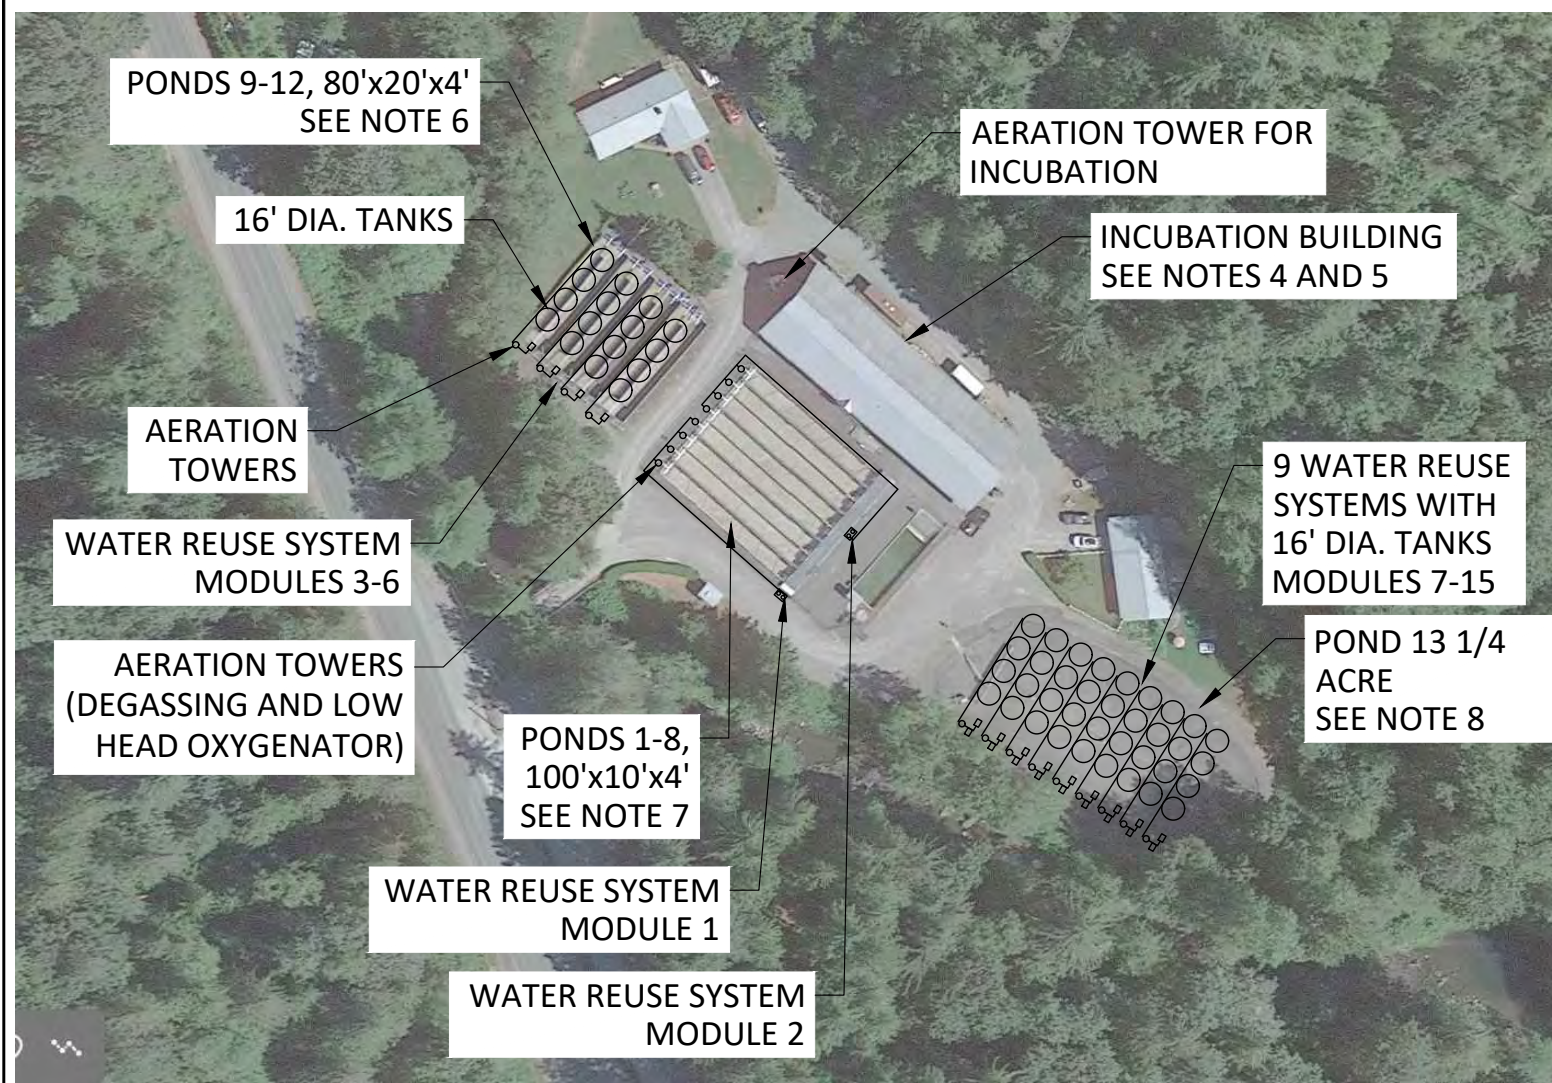 PONDS 9-12, 80'x20'x4'
SEE NOTE 6
16' DIA. TANKS
AERATION
TOWERS
WATER REUSE SYSTEM
MODULES 3-6
AERATION TOWERS
(DEGASSING AND LOW
HEAD OXYGENATOR)
PONDS 1-8,
100'x10'x4'
SEE NOTE 7
WATER REUSE SYSTEM
MODULE 1
WATER REUSE SYSTEM
MODULE 2
AERATION TOWER FOR
INCUBATION
INCUBATION BUILDING
SEE NOTES 4 AND 5
9 WATER REUSE
SYSTEMS WITH
16' DIA. TANKS
MODULES 7-15
POND 13 1/4
ACRE
SEE NOTE 8